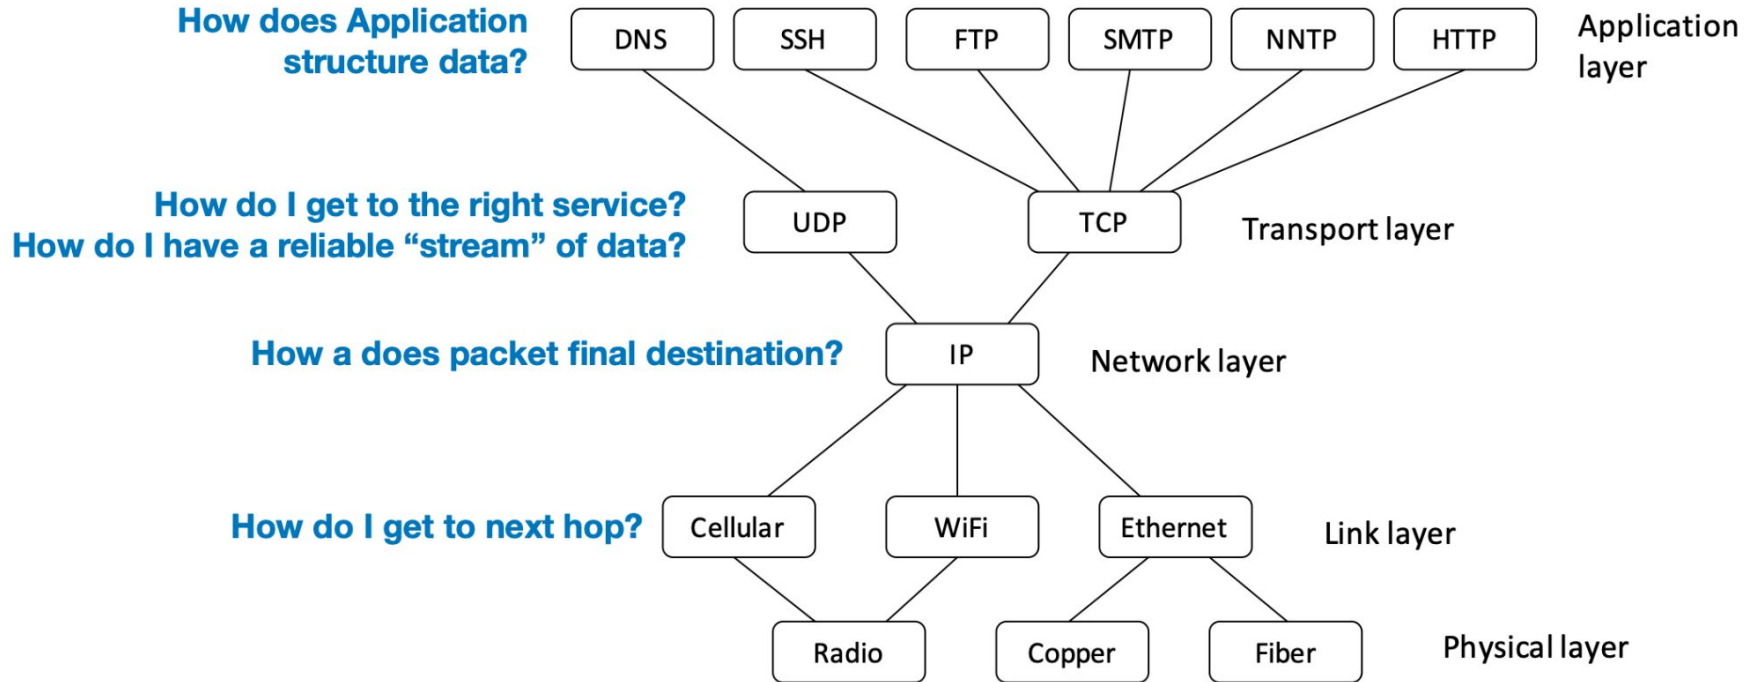 How does Application
structure data?
DNS
SSH
FTP
SMTP
NNTP
HTTP
Application
layer
How do I get to the right service?
How do I have a reliable “stream” of data?
UDP
TCP
Transport layer
How a does packet final destination?
IP
Network layer
How do I get to next hop?
Cellular
WiFi
Ethernet
Link layer
Radio
Copper
Fiber
Physical layer